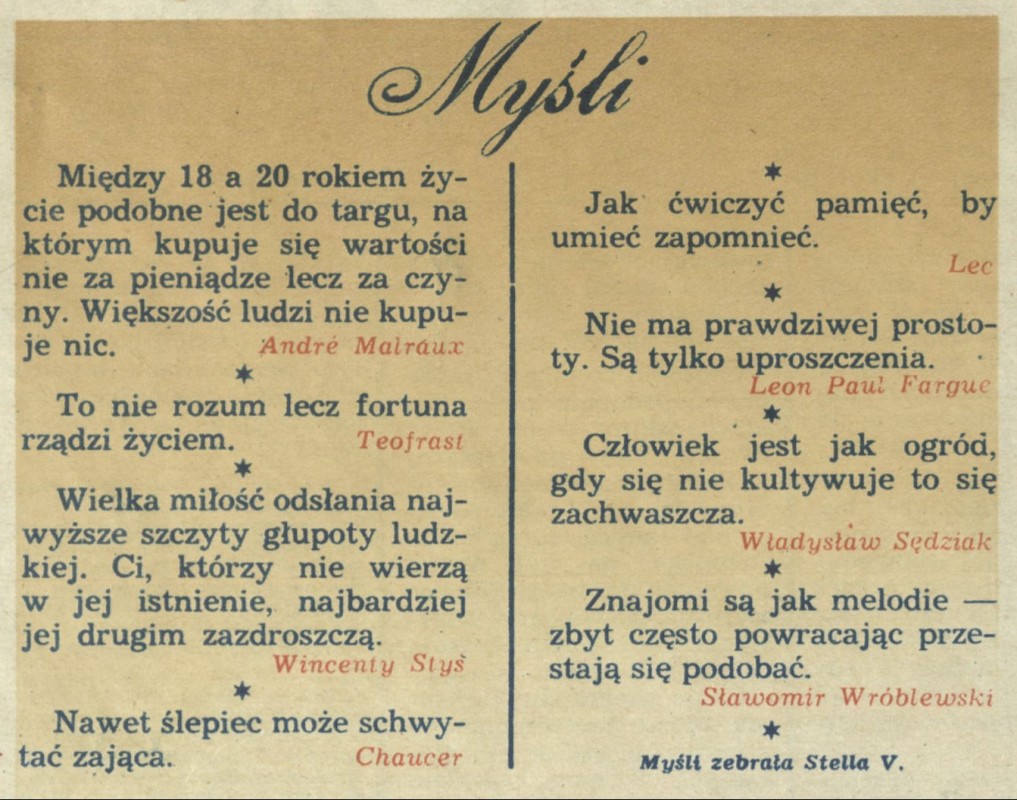 Myśli
Między 18 a 20 rokiem ży-
cie podobne jest do targu, na
którym kupuje się wartości
nie za pieniądze lecz za czy-
ny. Większość ludzi nie kupu-
je nic. André Malraux
To nie rozum lecz fortuna
rządzi życiem. Teofrast
Wielka miłość odsłania naj-
wyższe szczyty głupoty ludz-
kiej. Ci, którzy nie wierzą
w jej istnienie, najbardziej
jej drugim zazdroszczą.
Wincenty Styś
Nawet ślepiec może schwy-
tać zająca. Chaucer
Jak ćwiczyć pamięć, by
umieć zapomnieć.
Lec
Nie ma prawdziwej prosto-
ty. Są tylko uproszczenia.
Leon Paul Fargue
Człowiek jest jak ogród,
gdy się nie kultywuje to się
zachwaszcza.
Władysław Sędziak
Znajomi są jak melodie —
zbyt często powracając prze-
stają się podobać.
Sławomir Wróblewski
Myśli zebrała Stella V.